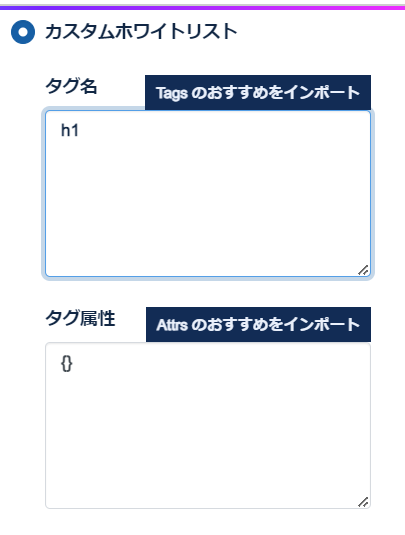 カスタムホワイトリスト
タグ名
Tags のおすすめをインポート
h1
タグ属性
Attrs のおすすめをインポート
{}